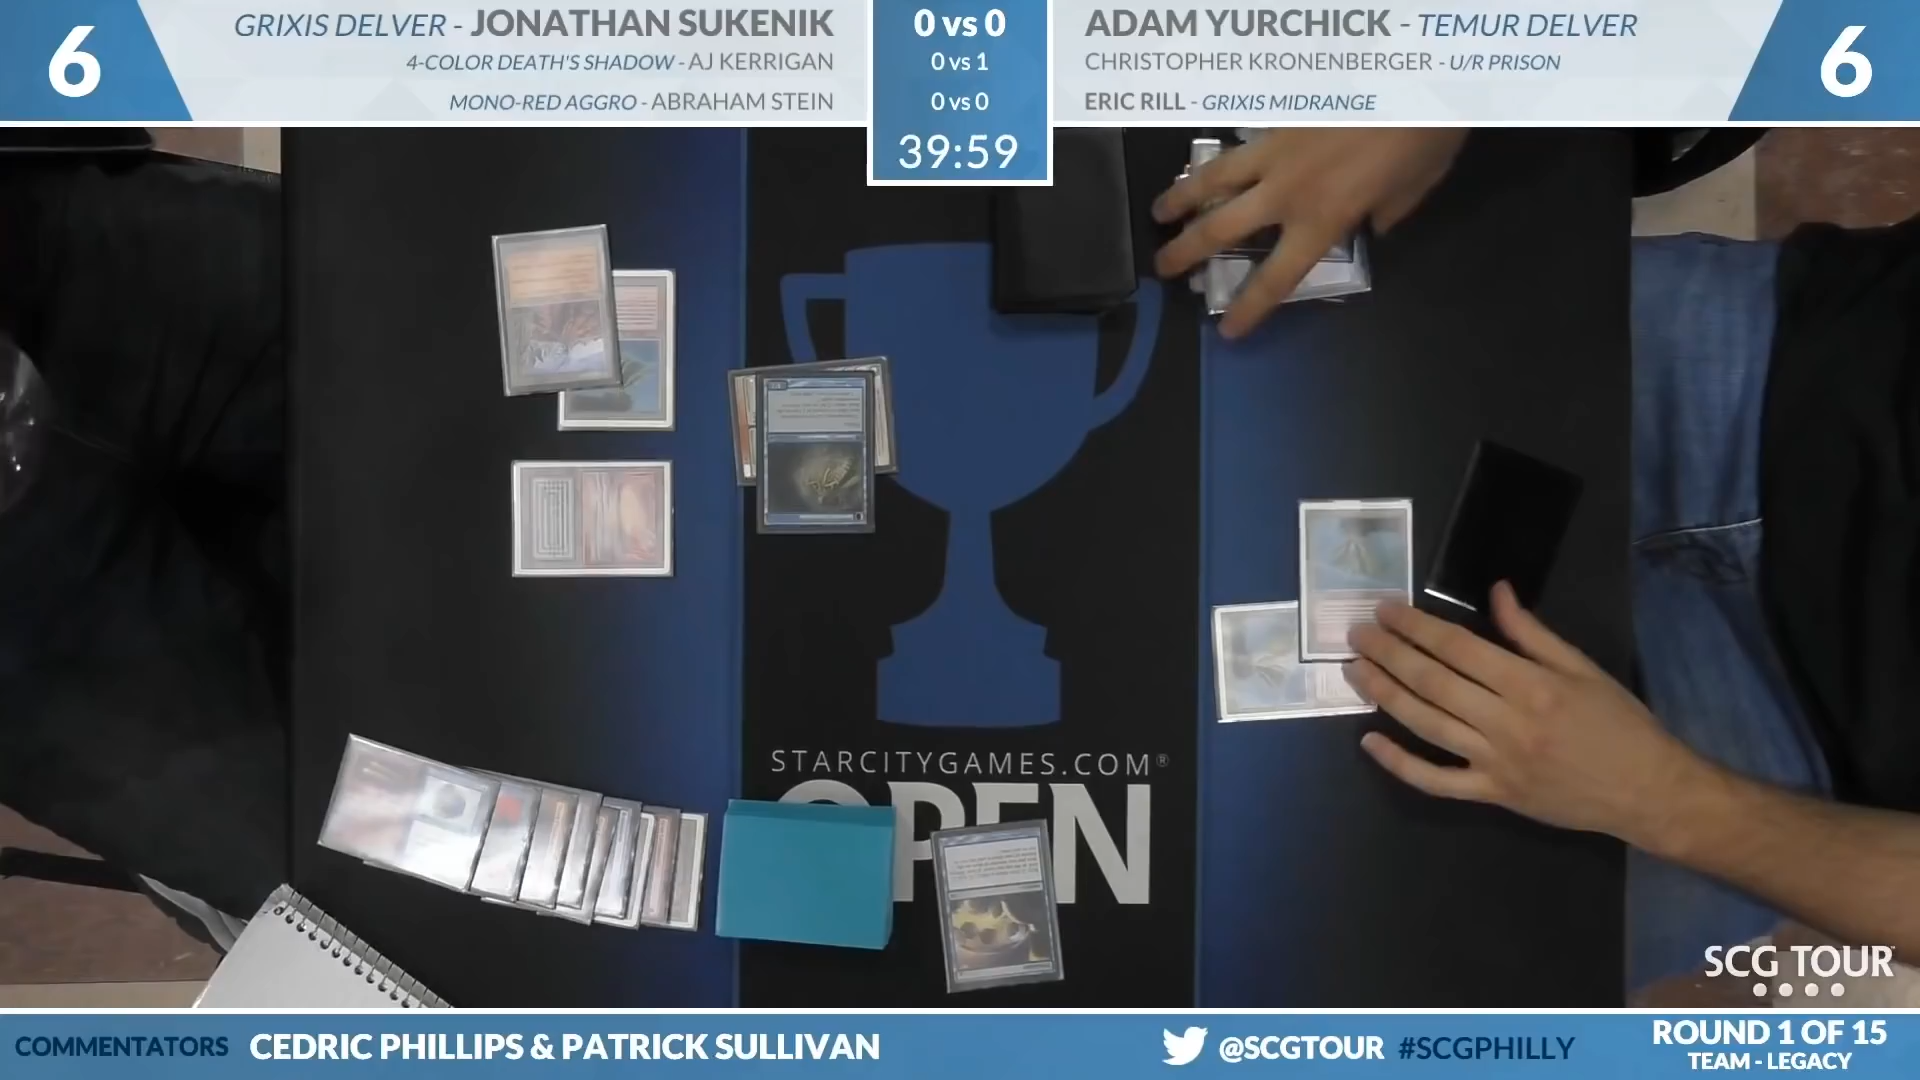 6
GRIXIS DELVER - JONATHAN SUKENIK
4-COLOR DEATH'S SHADOW - AJ KERRIGAN
MONO-RED AGGRO - ABRAHAM STEIN
0 vs 0
0 vs 1
0 vs 0
39:59
ADAM YURCHICK - TEMUR DELVER
CHRISTOPHER KRONENBERGER - U/R PRISON
ERIC RILL - GRIXIS MIDRANGE
6
STARCITYGAMES.COM®
OPEN
SCG TOUR
COMMENTATORS CEDRIC PHILLIPS & PATRICK SULLIVAN
@SCGTOUR #SCGPHILLY
ROUND 1 OF 15
TEAM - LEGACY